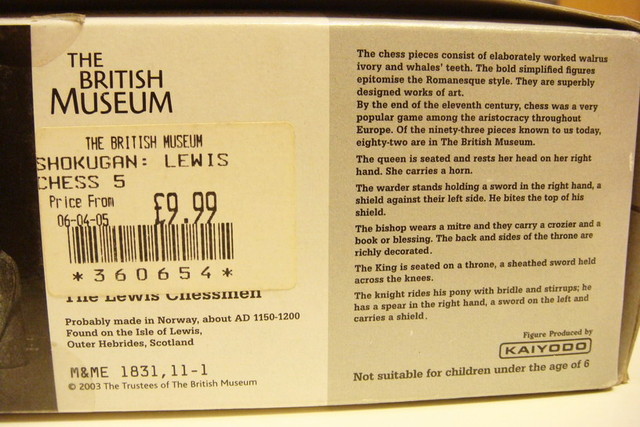 THE
BRITISH
MUSEUM
THE BRITISH MUSEUM
SHOKUGAN: LEWIS
CHESS 5
Price From
06-04-05 £9.99
*360654*
The Lewis Chessmen
Probably made in Norway, about AD 1150-1200
Found on the Isle of Lewis,
Outer Hebrides, Scotland
M&ME 1831,11-1
© 2003 The Trustees of The British Museum
The chess pieces consist of elaborately worked walrus
ivory and whales' teeth. The bold simplified figures
epitomise the Romanesque style. They are superbly
designed works of art.
By the end of the eleventh century, chess was a very
popular game among the aristocracy throughout
Europe. Of the ninety-three pieces known to us today,
eighty-two are in The British Museum.
The queen is seated and rests her head on her right
hand. She carries a horn.
The warder stands holding a sword in the right hand, a
shield against their left side. He bites the top of his
shield.
The bishop wears a mitre and they carry a crozier and a
book or blessing. The back and sides of the throne are
richly decorated.
The King is seated on a throne, a sheathed sword held
across the knees.
The knight rides his pony with bridle and stirrups; he
has a spear in the right hand, a sword on the left and
carries a shield.
Figure Produced by
KAIYODO
Not suitable for children under the age of 6